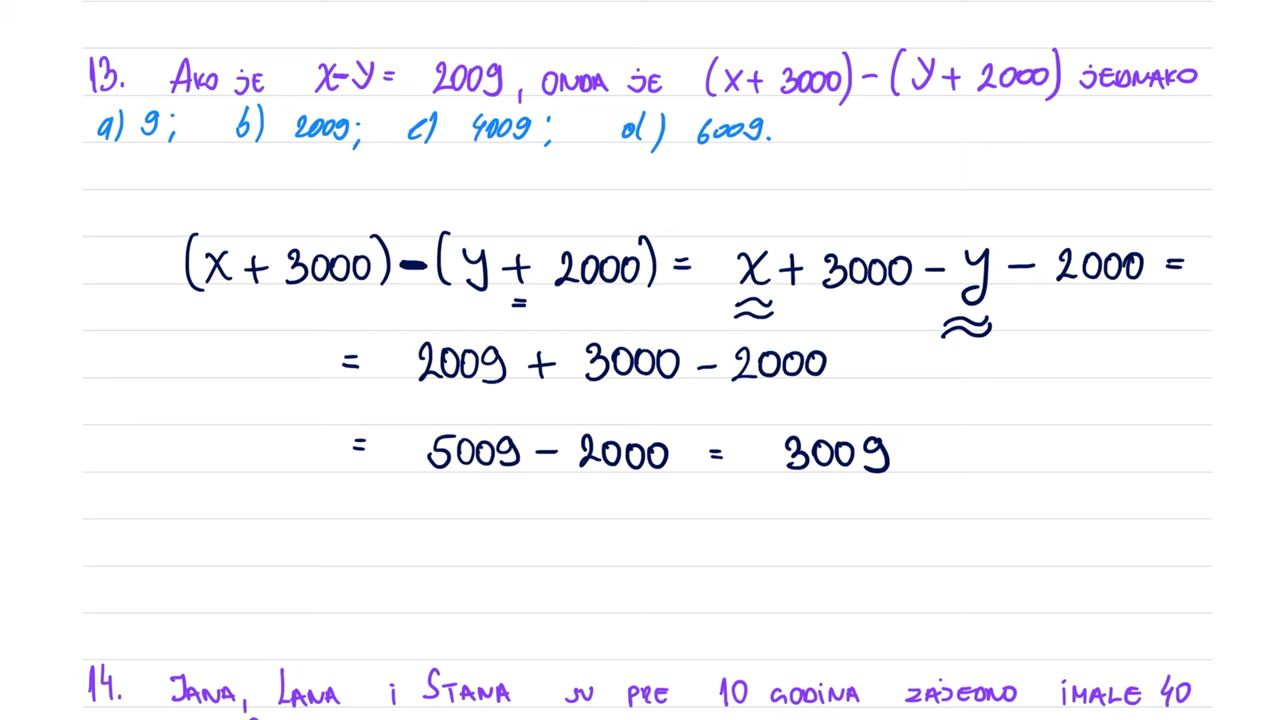 13. Ako je x-y= 2009, onda je (x+ 3000)-(y+2000) jednako
a) 9; b) 2009; c) 4009; d) 6009.
(x+3000)-(y+2000)= x+3000-y-2000=
= 2009+3000-2000
= 5009-2000 = 3009
14. Jana, Lana i Stana su pre 10 godina zajedno imale 40